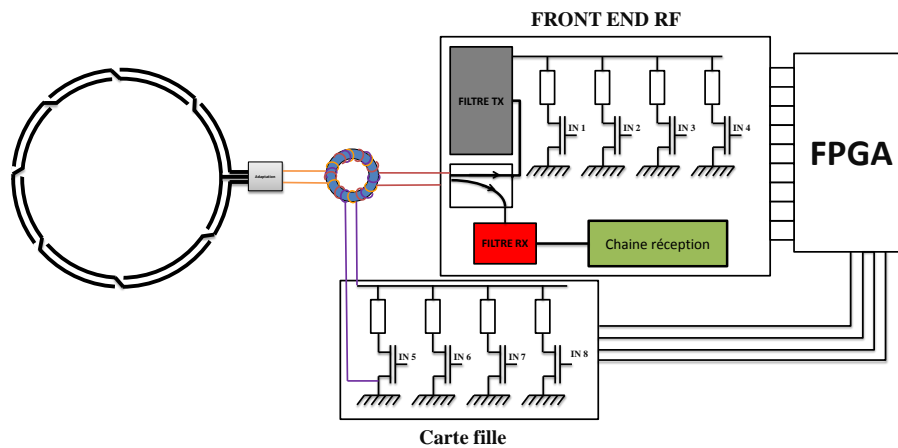 FRONT END RF
FILTRE TX
IN 1
IN 2
IN 3
IN 4
FPGA
Adaptation
FILTRE RX
Chaine réception
IN 5
IN 6
IN 7
IN 8
Carte fille